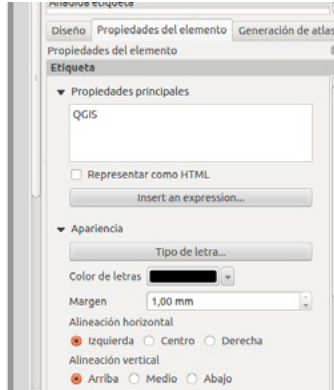 Añadida etiqueta
Diseño Propiedades del elemento Generación de atlas
Propiedades del elemento
Etiqueta
Propiedades principales
QGIS
Representar como HTML
Insert an expression...
Apariencia
Tipo de letra...
Color de letras
Margen 1,00 mm
Alineación horizontal
Izquierda Centro Derecha
Alineación vertical
Arriba Medio Abajo